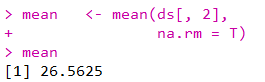 > mean   <- mean(ds[, 2],
+                na.rm = T)
> mean
[1] 26.5625